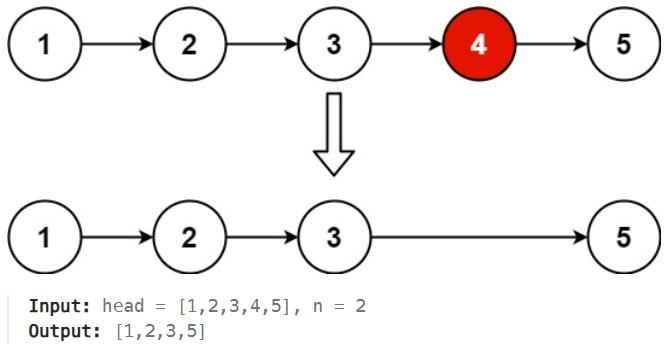 1 2 3 4 5
1 2 3 5
Input: head = [1,2,3,4,5], n = 2
Output: [1,2,3,5]